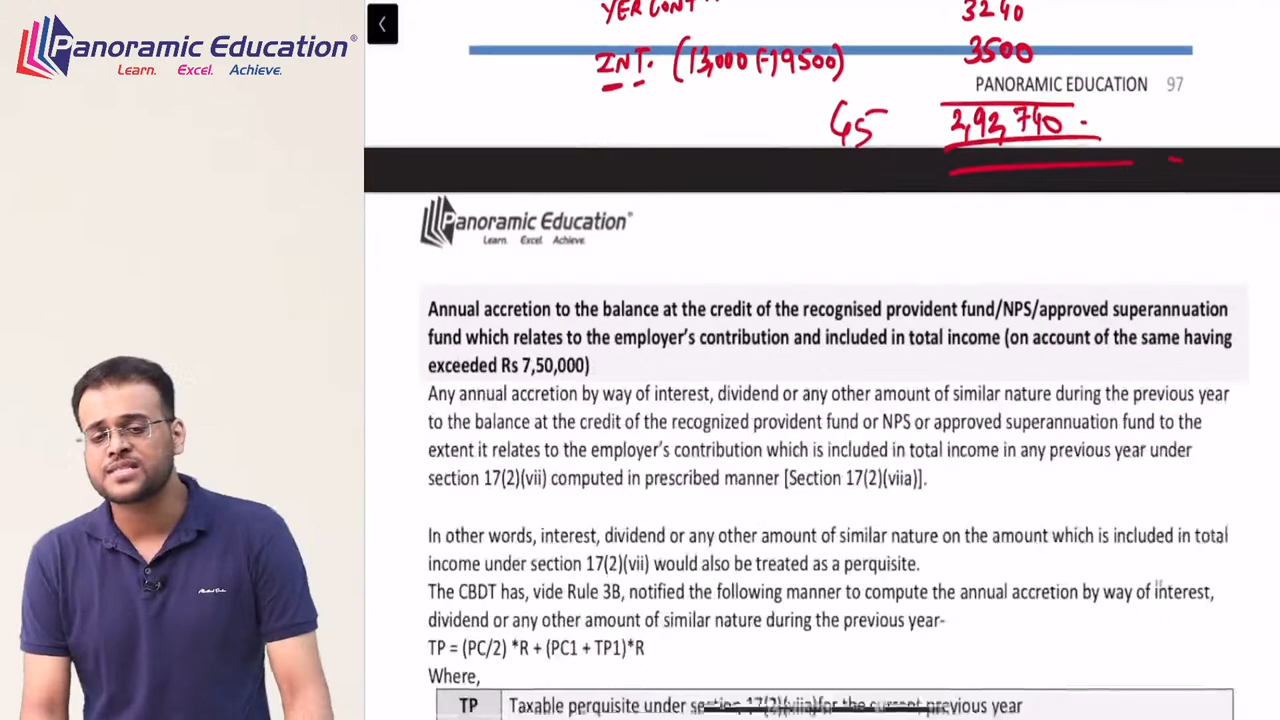 Panoramic Education®
Learn. Excel. Achieve.
YER CONT
3240
INT. (13,000 (-) 9500)
3500
PANORAMIC EDUCATION 97
GS
2,92,740
Panoramic Education®
Learn. Excel. Achieve.
Annual accretion to the balance at the credit of the recognised provident fund/NPS/approved superannuation
fund which relates to the employer's contribution and included in total income (on account of the same having
exceeded Rs 7,50,000)
Any annual accretion by way of interest, dividend or any other amount of similar nature during the previous year
to the balance at the credit of the recognized provident fund or NPS or approved superannuation fund to the
extent it relates to the employer's contribution which is included in total income in any previous year under
section 17(2)(vii) computed in prescribed manner [Section 17(2)(viia)].
In other words, interest, dividend or any other amount of similar nature on the amount which is included in total
income under section 17(2)(vii) would also be treated as a perquisite.
The CBDT has, vide Rule 3B, notified the following manner to compute the annual accretion by way of interest,
dividend or any other amount of similar nature during the previous year-
TP = (PC/2) *R + (PC1 + TP1)*R
Where,
TP Taxable perquisite under section 17(2)(viia)for the current previous year